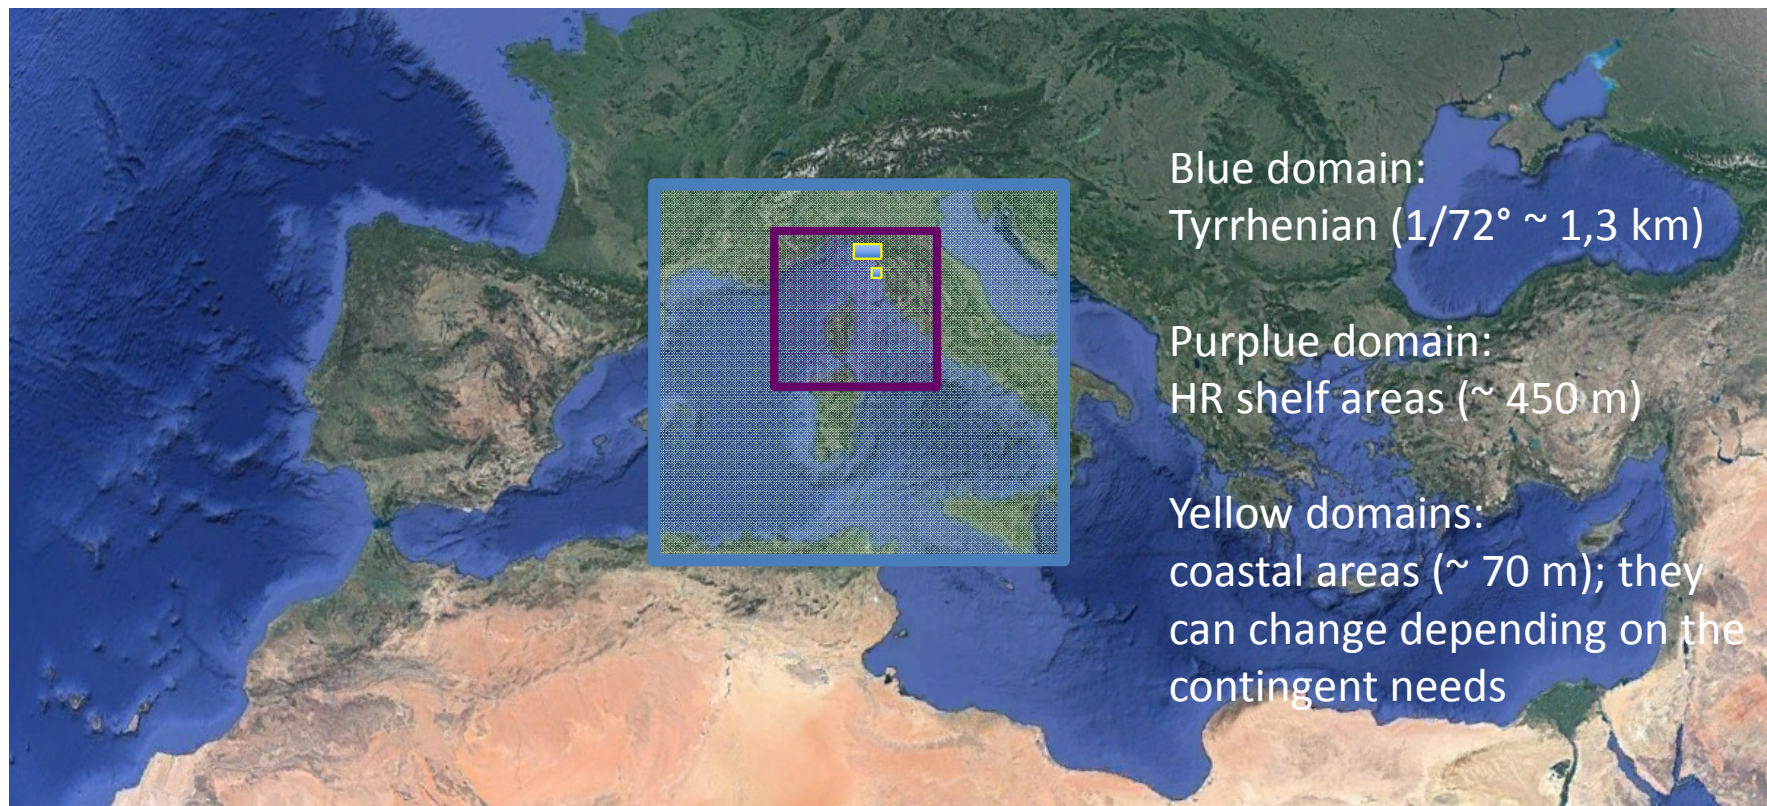 Blue domain:
Tyrrhenian (1/72° ~ 1,3 km)
Purplue domain:
HR shelf areas (~ 450 m)
Yellow domains:
coastal areas (~ 70 m); they
can change depending on the
contingent needs